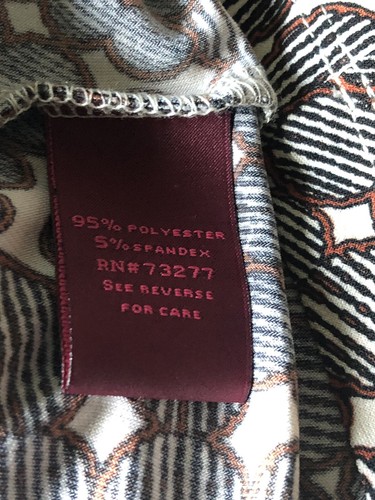 95% POLYESTER
5% SPANDEX
RN# 73277
SEE REVERSE
FOR CARE